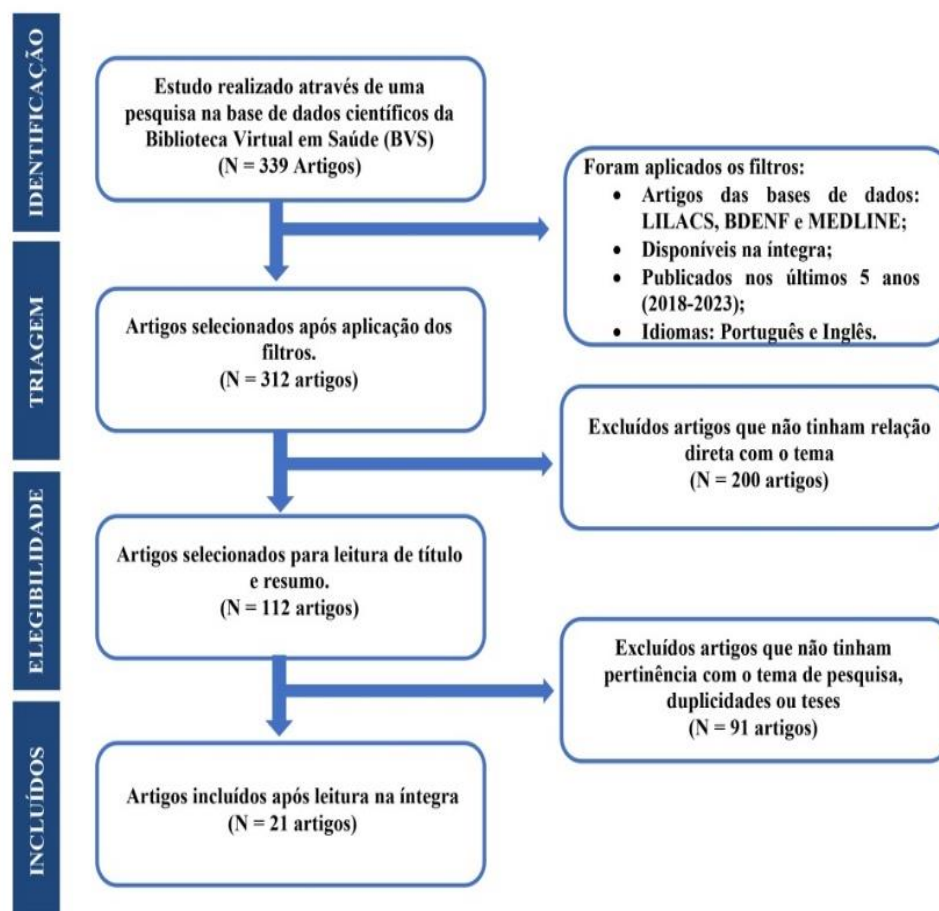 IDENTIFICAÇÃO
Estudo realizado através de uma
pesquisa na base de dados científicos da
Biblioteca Virtual em Saúde (BVS)
(N = 339 Artigos)
Foram aplicados os filtros:
• Artigos das bases de dados:
LILACS, BDENF e MEDLINE;
• Disponíveis na íntegra;
• Publicados nos últimos 5 anos
(2018-2023);
• Idiomas: Português e Inglês.
TRIAGEM
Artigos selecionados após aplicação dos
filtros.
(N = 312 artigos)
Excluídos artigos que não tinham relação
direta com o tema
(N = 200 artigos)
ELEGIBILIDADE
Artigos selecionados para leitura de título
e resumo.
(N = 112 artigos)
Excluídos artigos que não tinham
pertinência com o tema de pesquisa,
duplicidades ou teses
(N = 91 artigos)
INCLUÍDOS
Artigos incluídos após leitura na íntegra
(N = 21 artigos)